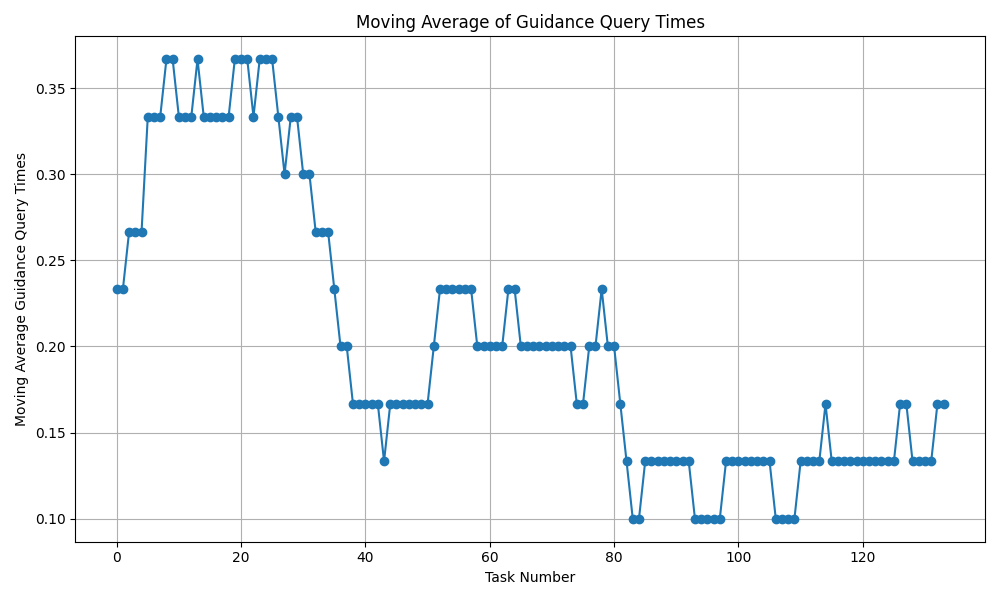 Moving Average of Guidance Query Times
Moving Average Guidance Query Times
0.35
0.30
0.25
0.20
0.15
0.10
0 20 40 60 80 100 120
Task Number